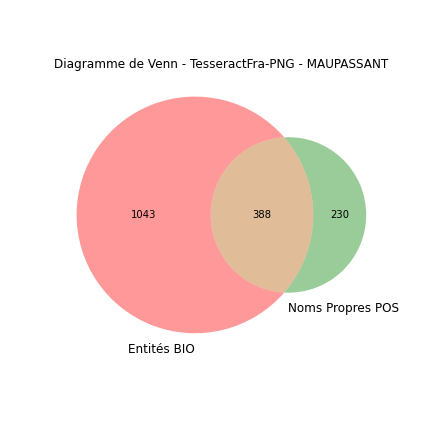 Diagramme de Venn - TesseractFra-PNG - MAUPASSANT
1043 388 230
Noms Propres POS
Entités BIO